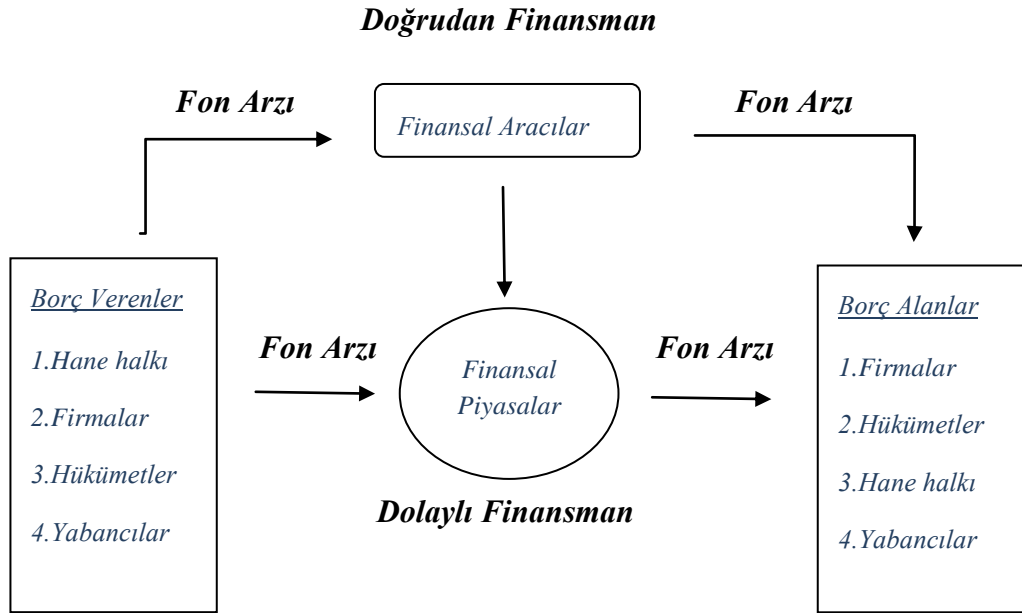 Doğrudan Finansman
Fon Arzı
Finansal Aracılar
Fon Arzı
Borç Verenler
1.Hane halkı
2.Firmalar
3.Hükümetler
4.Yabancılar
Fon Arzı
Finansal
Piyasalar
Fon Arzı
Dolaylı Finansman
Borç Alanlar
1.Firmalar
2.Hükümetler
3.Hane halkı
4.Yabancılar